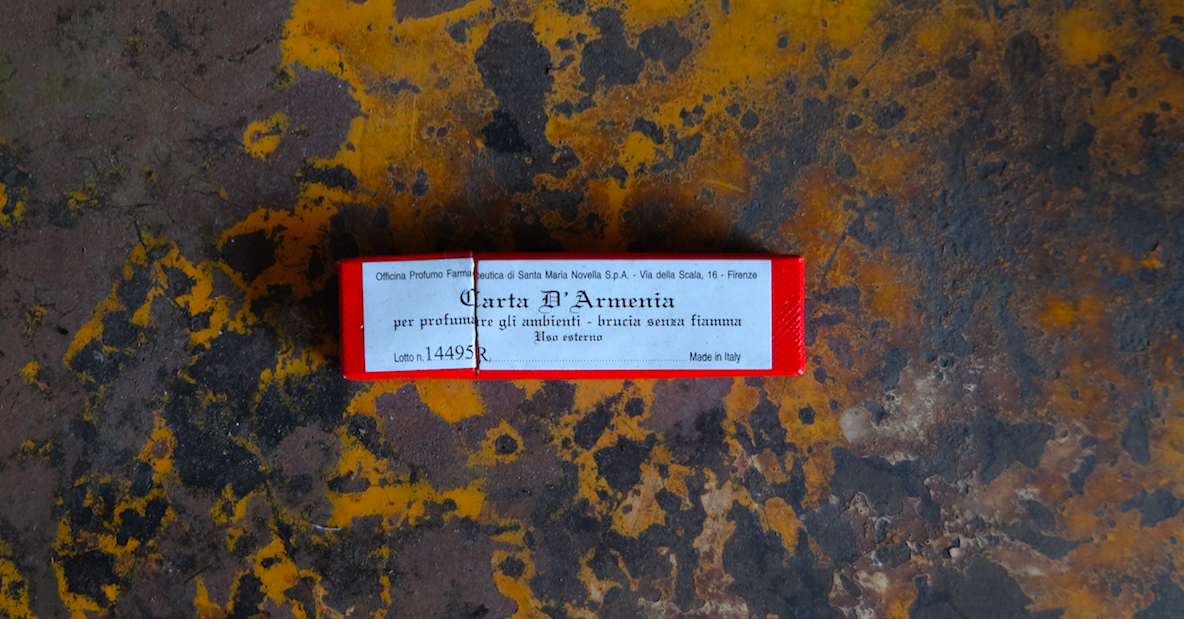 Officina Profumo Farmaceutica di Santa Maria Novella S.p.A. - Via della Scala, 16 - Firenze
Carta D'Armenia
per profumare gli ambienti - brucia senza fiamma
Uso esterno
Lotto n. 14495R, Made in Italy